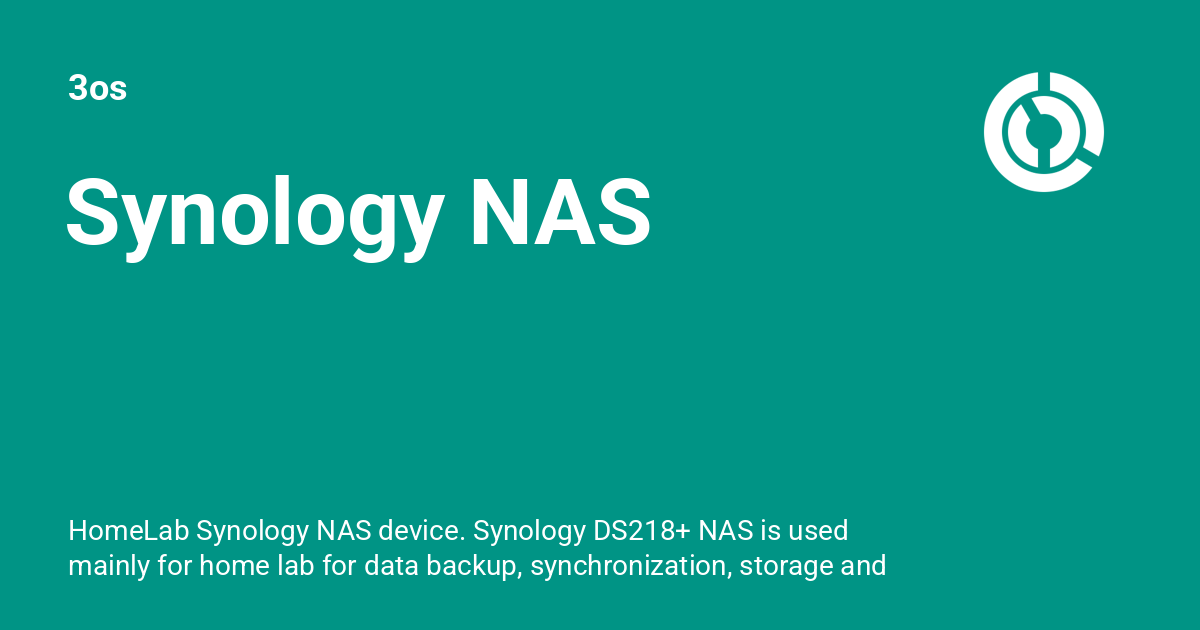 3os
Synology NAS
HomeLab Synology NAS device. Synology DS218+ NAS is used
mainly for home lab for data backup, synchronization, storage and